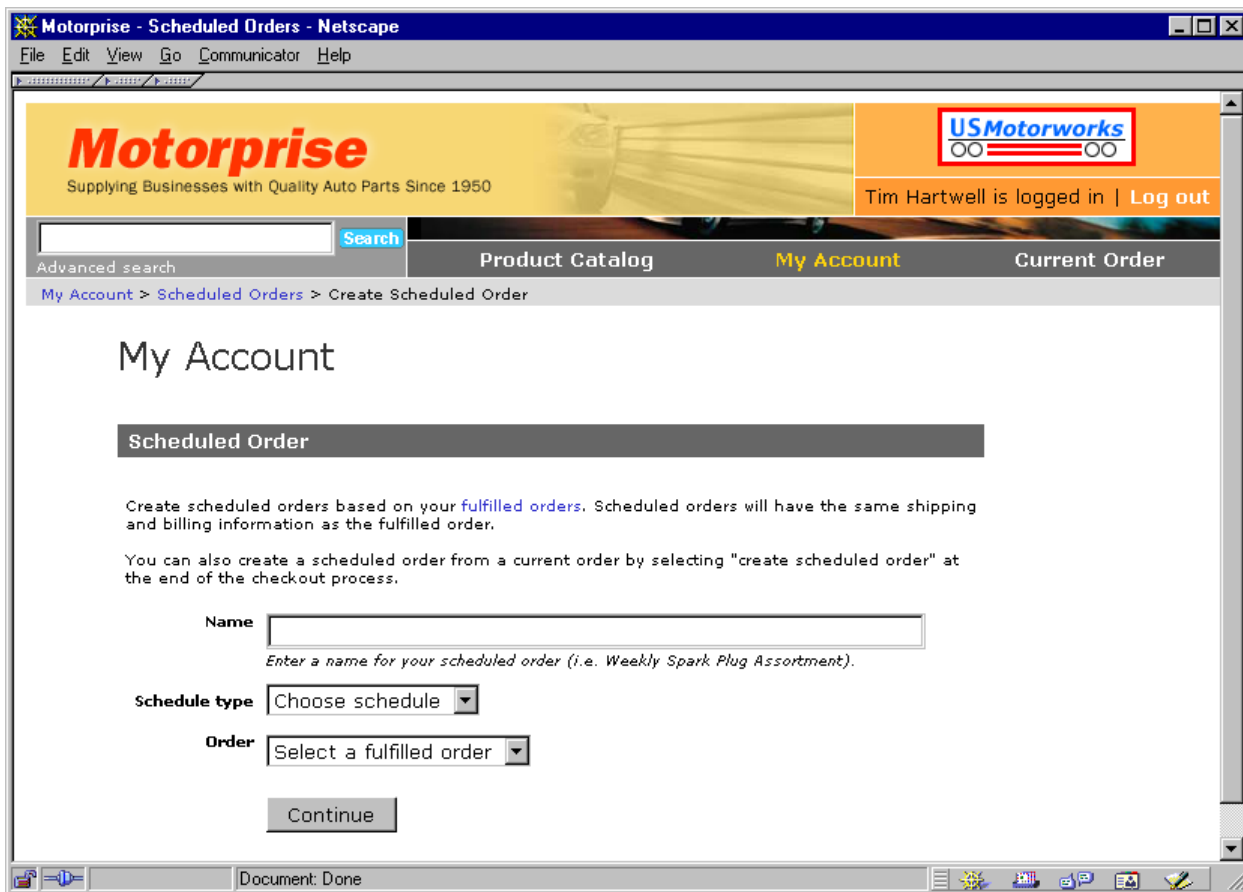 Motorprise - Scheduled Orders - Netscape
File Edit View Go Communicator Help
Motorprise
Supplying Businesses with Quality Auto Parts Since 1950
USMotorworks
Tim Hartwell is logged in | Log out
Search
Advanced search
Product Catalog My Account Current Order
My Account > Scheduled Orders > Create Scheduled Order
My Account
Scheduled Order
Create scheduled orders based on your fulfilled orders. Scheduled orders will have the same shipping
and billing information as the fulfilled order.
You can also create a scheduled order from a current order by selecting "create scheduled order" at
the end of the checkout process.
Name
Enter a name for your scheduled order (i.e. Weekly Spark Plug Assortment).
Schedule type Choose schedule
Order Select a fulfilled order
Continue
Document: Done